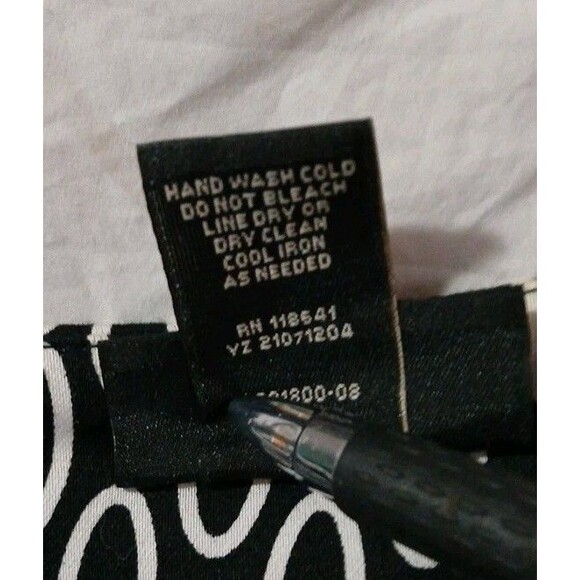 HAND WASH COLD
DO NOT BLEACH
LINE DRY OR
DRY CLEAN
COOL IRON
AS NEEDED
RN 118641
YZ 21071204